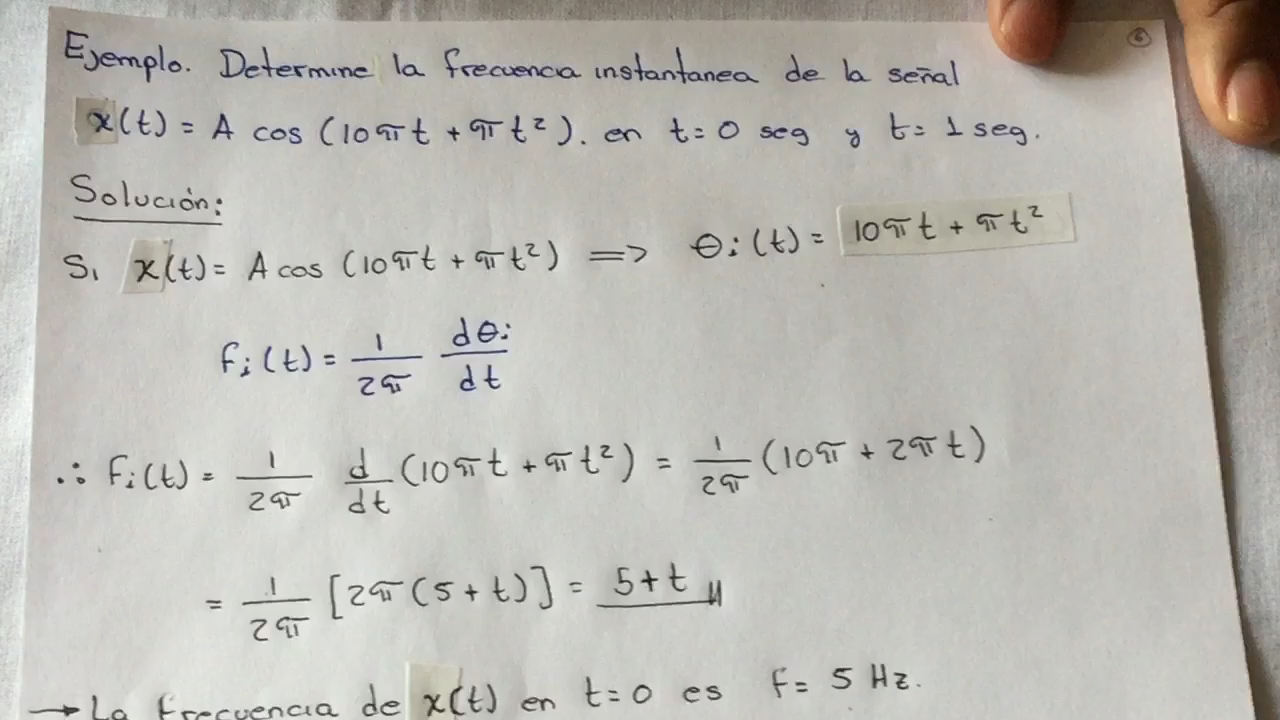 6
Ejemplo. Determine la frecuencia instantanea de la señal
x(t) = A cos (10πt + πt²). en t=0 seg y t= 1 seg.
Solución:
Si x(t)= A cos (10πt + πt²) => θi(t) = 10πt + πt²
fi(t) = 1/2π dθi/dt
∴ fi(t) = 1/2π d/dt (10πt + πt²) = 1/2π (10π + 2πt)
= 1/2π [2π(5+t)] = 5+t //
→ La frecuencia de x(t) en t=0 es f= 5 Hz.